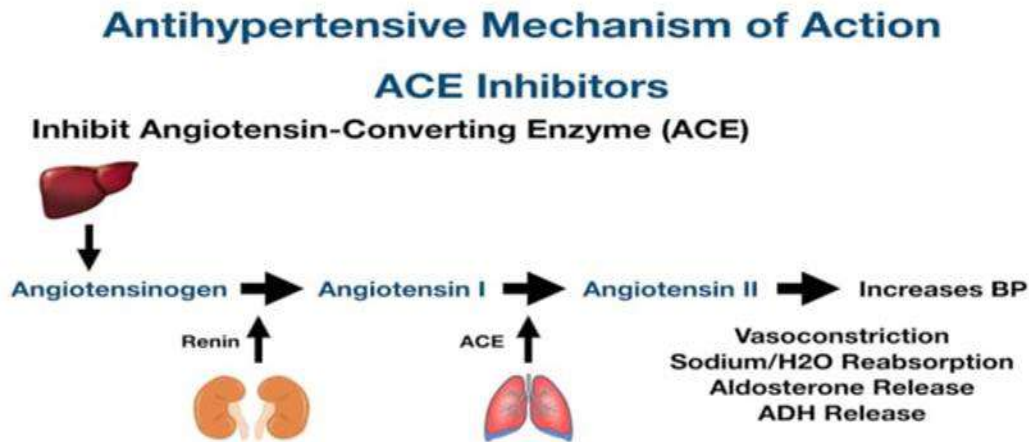 Antihypertensive Mechanism of Action
ACE Inhibitors
Inhibit Angiotensin-Converting Enzyme (ACE)
Angiotensinogen Angiotensin I Angiotensin II Increases BP
Renin ACE Vasoconstriction
Sodium/H2O Reabsorption
Aldosterone Release
ADH Release